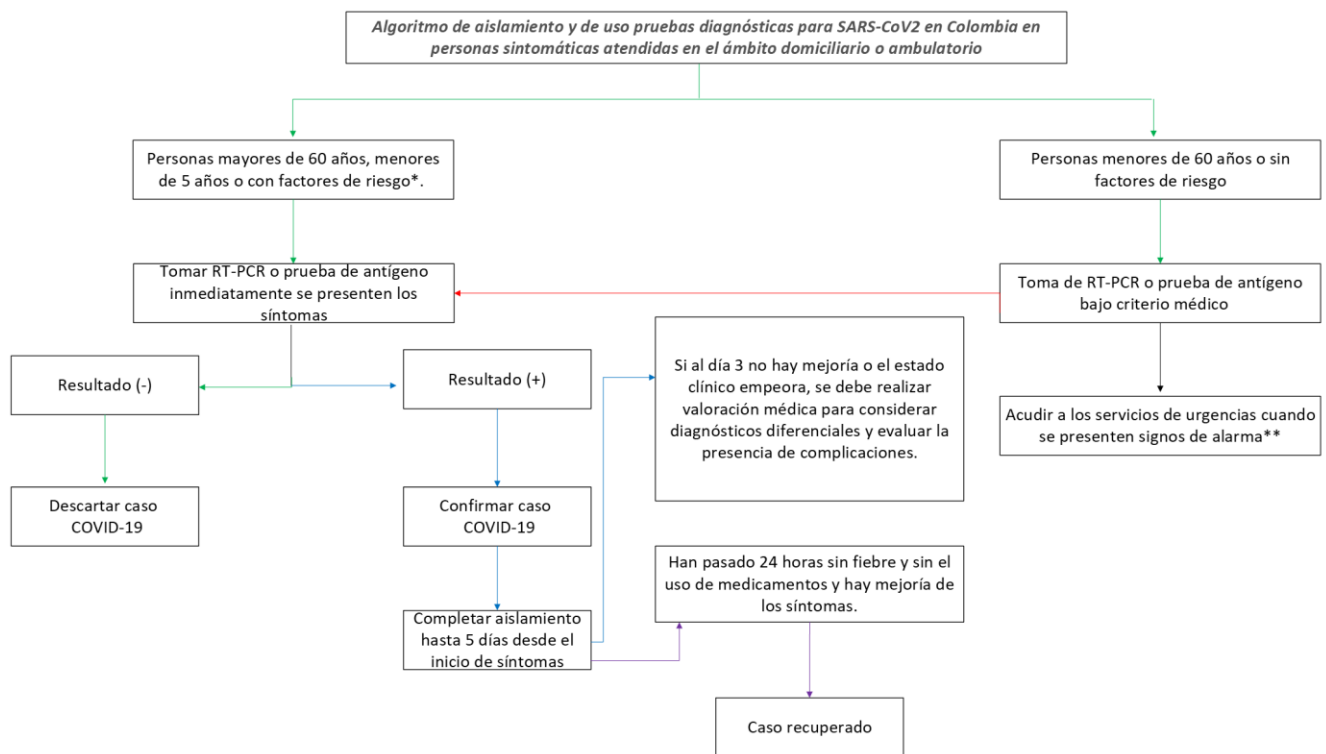 Algoritmo de aislamiento y de uso pruebas diagnósticas para SARS-CoV2 en Colombia en
personas sintomáticas atendidas en el ámbito domiciliario o ambulatorio
Personas mayores de 60 años, menores
de 5 años o con factores de riesgo*.
Personas menores de 60 años o sin
factores de riesgo
Tomar RT-PCR o prueba de antígeno
inmediatamente se presenten los
síntomas
Toma de RT-PCR o prueba de antígeno
bajo criterio médico
Resultado (-)
Resultado (+)
Si al día 3 no hay mejoría o el estado
clínico empeora, se debe realizar
valoración médica para considerar
diagnósticos diferenciales y evaluar la
presencia de complicaciones.
Acudir a los servicios de urgencias cuando
se presenten signos de alarma**
Descartar caso
COVID-19
Confirmar caso
COVID-19
Han pasado 24 horas sin fiebre y sin el
uso de medicamentos y hay mejoría de
los síntomas.
Completar aislamiento
hasta 5 días desde el
inicio de síntomas
Caso recuperado